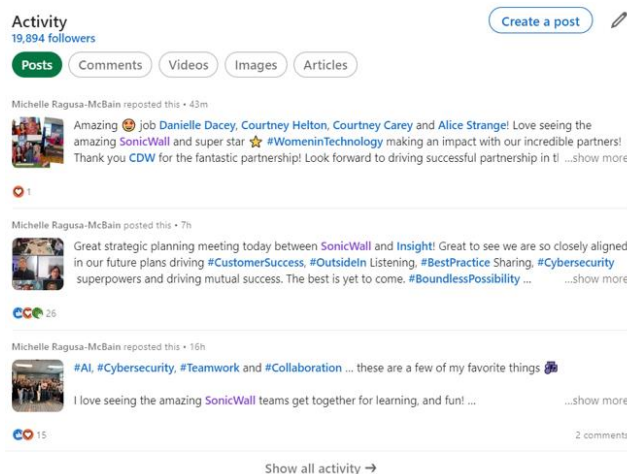 Activity
Create a post
19,894 followers
Posts
Comments
Videos
Images
Articles
Michelle Ragusa-McBain reposted this • 43m
Amazing 🤩 job Danielle Dacey, Courtney Helton, Courtney Carey and Alice Strange! Love seeing the
amazing SonicWall and super star ⭐ #WomeninTechnology making an impact with our incredible partners!
Thank you CDW for the fantastic partnership! Look forward to driving successful partnership in tl ...show more
1
Michelle Ragusa-McBain posted this • 7h
Great strategic planning meeting today between SonicWall and Insight! Great to see we are so closely aligned
in our future plans driving #CustomerSuccess, #OutsideIn Listening, #BestPractice Sharing, #Cybersecurity
superpowers and driving mutual success. The best is yet to come. #BoundlessPossibility ... ...show more
26
Michelle Ragusa-McBain reposted this • 16h
#AI, #Cybersecurity, #Teamwork and #Collaboration ... these are a few of my favorite things 🎆
I love seeing the amazing SonicWall teams get together for learning, and fun! ... ...show more
15
2 comments
Show all activity →